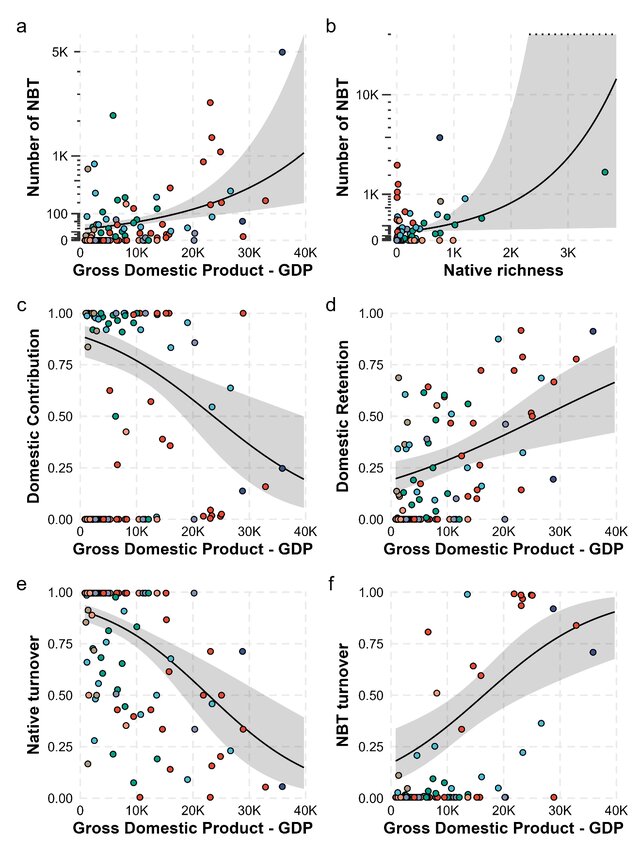 a
Number of NBT
5K
1K
100
0
0
10K
20K
30K
40K
Gross Domestic Product - GDP
b
Number of NBT
10K
1K
0
0
1K
2K
3K
Native richness
c
Domestic Contribution
1.00
0.75
0.50
0.25
0.00
0
10K
20K
30K
40K
Gross Domestic Product - GDP
d
Domestic Retention
1.00
0.75
0.50
0.25
0.00
0
10K
20K
30K
40K
Gross Domestic Product - GDP
e
Native turnover
1.00
0.75
0.50
0.25
0.00
0
10K
20K
30K
40K
Gross Domestic Product - GDP
f
NBT turnover
1.00
0.75
0.50
0.25
0.00
0
10K
20K
30K
40K
Gross Domestic Product - GDP